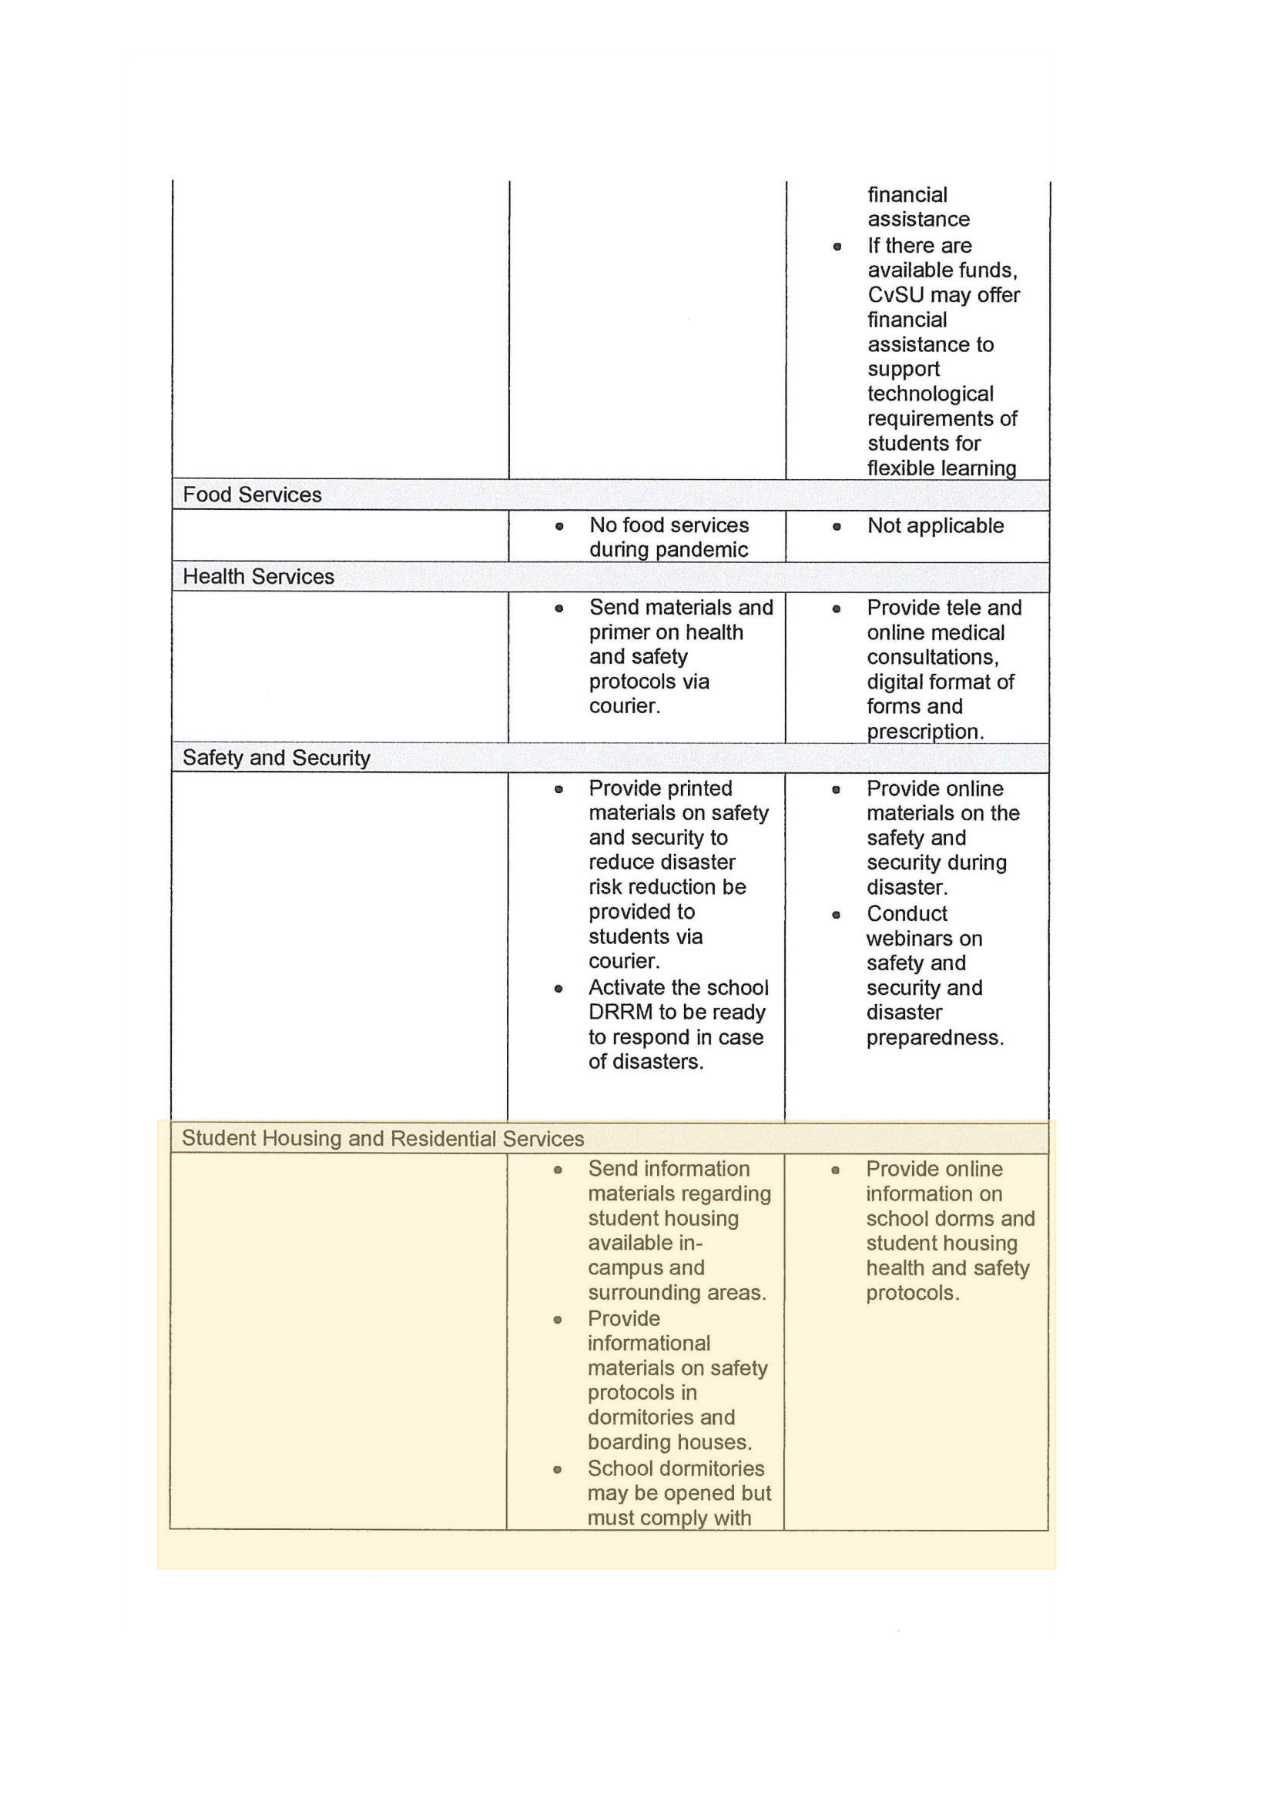 financial
assistance
• If there are
available funds,
CvSU may offer
financial
assistance to
support
technological
requirements of
students for
flexible learning
Food Services
• No food services
during pandemic
• Not applicable
Health Services
• Send materials and
primer on health
and safety
protocols via
courier.
• Provide tele and
online medical
consultations,
digital format of
forms and
prescription.
Safety and Security
• Provide printed
materials on safety
and security to
reduce disaster
risk reduction be
provided to
students via
courier.
• Activate the school
DRRM to be ready
to respond in case
of disasters.
• Provide online
materials on the
safety and
security during
disaster.
• Conduct
webinars on
safety and
security and
disaster
preparedness.
Student Housing and Residential Services
• Send information
materials regarding
student housing
available in-
campus and
surrounding areas.
• Provide
informational
materials on safety
protocols in
dormitories and
boarding houses.
• School dormitories
may be opened but
must comply with
• Provide online
information on
school dorms and
student housing
health and safety
protocols.